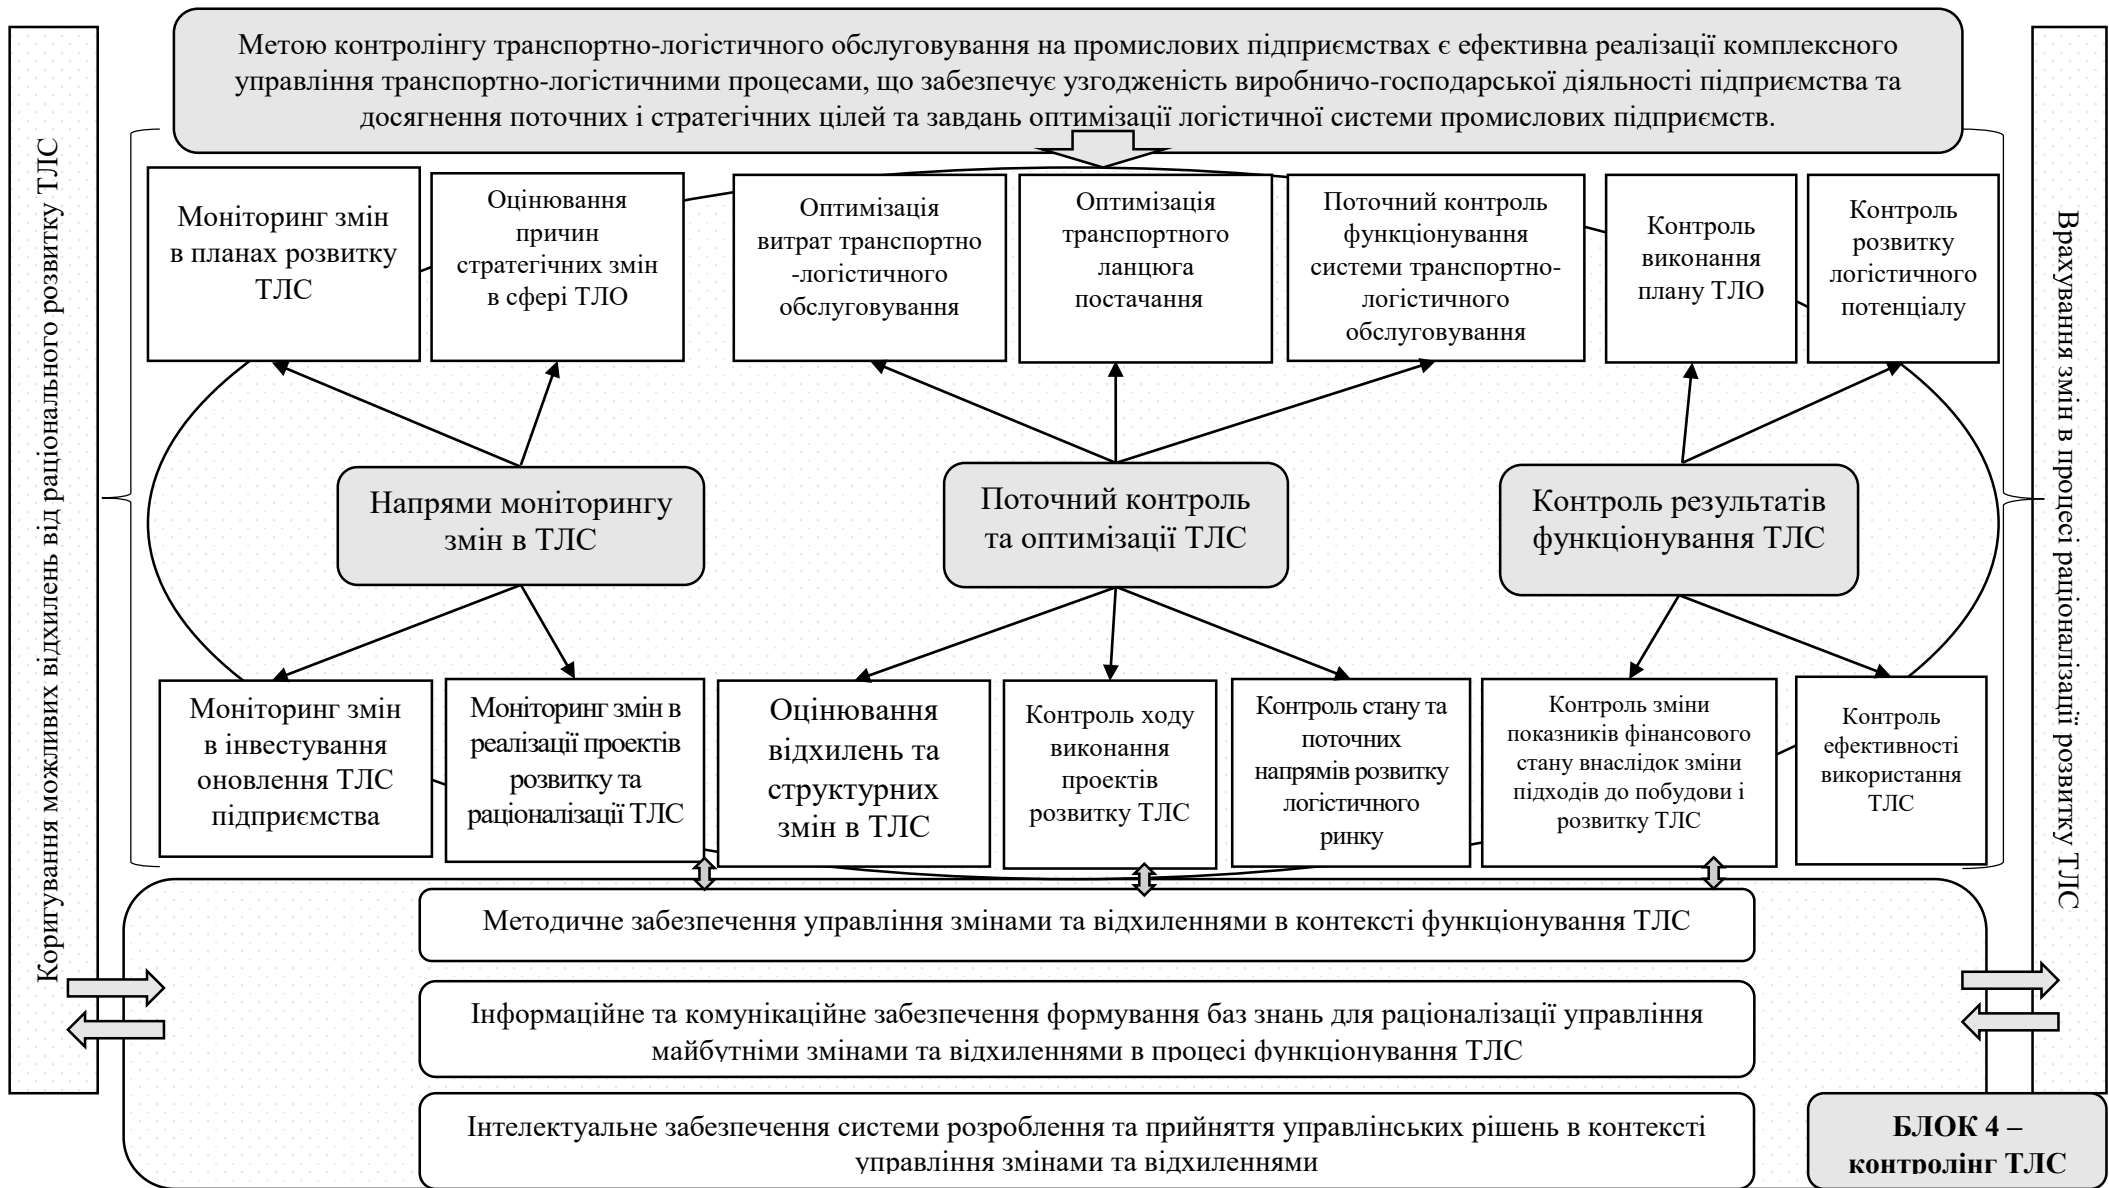 Метою контролінгу транспортно-логістичного обслуговування на промислових підприємствах є ефективна реалізації комплексного
управління транспортно-логістичними процесами, що забезпечує узгодженість виробничо-господарської діяльності підприємства та
досягнення поточних і стратегічних цілей та завдань оптимізації логістичної системи промислових підприємств.
Коригування можливих відхилень від раціонального розвитку ТЛС
Моніторинг змін
в планах розвитку
ТЛС
Оцінювання
причин
стратегічних змін
в сфері ТЛО
Оптимізація
витрат транспортно
-логістичного
обслуговування
Оптимізація
транспортного
ланцюга
постачання
Поточний контроль
функціонування
системи транспортно-
логістичного
обслуговування
Контроль
виконання
плану ТЛО
Контроль
розвитку
логістичного
потенціалу
Врахування змін в процесі раціоналізації розвитку ТЛС
Напрями моніторингу
змін в ТЛС
Поточний контроль
та оптимізації ТЛС
Контроль результатів
функціонування ТЛС
Моніторинг змін
в інвестування
оновлення ТЛС
підприємства
Моніторинг змін в
реалізації проектів
розвитку та
раціоналізації ТЛС
Оцінювання
відхилень та
структурних
змін в ТЛС
Контроль ходу
виконання
проектів
розвитку ТЛС
Контроль стану та
поточних
напрямів розвитку
логістичного
ринку
Контроль зміни
показників фінансового
стану внаслідок зміни
підходів до побудови і
розвитку ТЛС
Контроль
ефективності
використання
ТЛС
Методичне забезпечення управління змінами та відхиленнями в контексті функціонування ТЛС
Інформаційне та комунікаційне забезпечення формування баз знань для раціоналізації управління
майбутніми змінами та відхиленнями в процесі функціонування ТЛС
Інтелектуальне забезпечення системи розроблення та прийняття управлінських рішень в контексті
управління змінами та відхиленнями
БЛОК 4 –
контролінг ТЛС